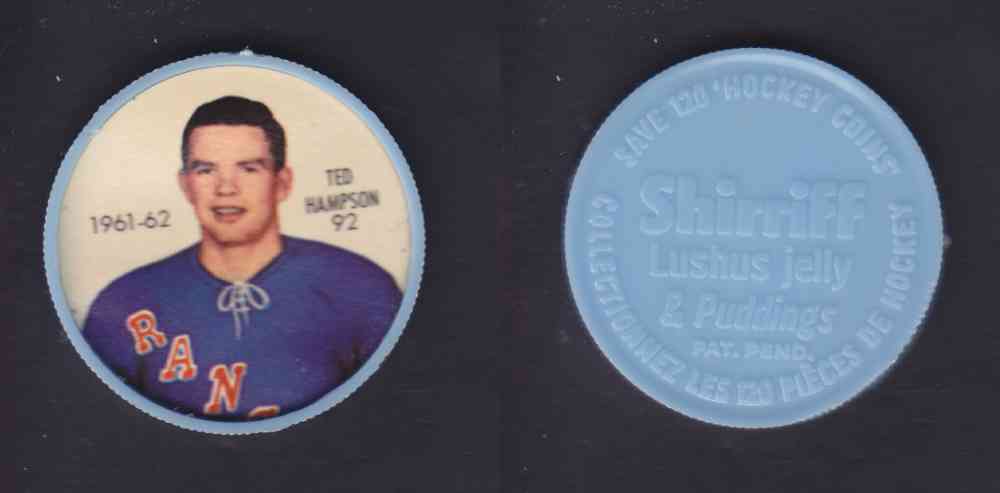 1961-62
TED
HAMPSON
92
RANG
SAVE 120 'HOCKEY COINS'
Shirriff
Lushus jelly
& Puddings
PAT. PEND.
COLLECTIONNEZ LES 120 PIÈCES DE HOCKEY